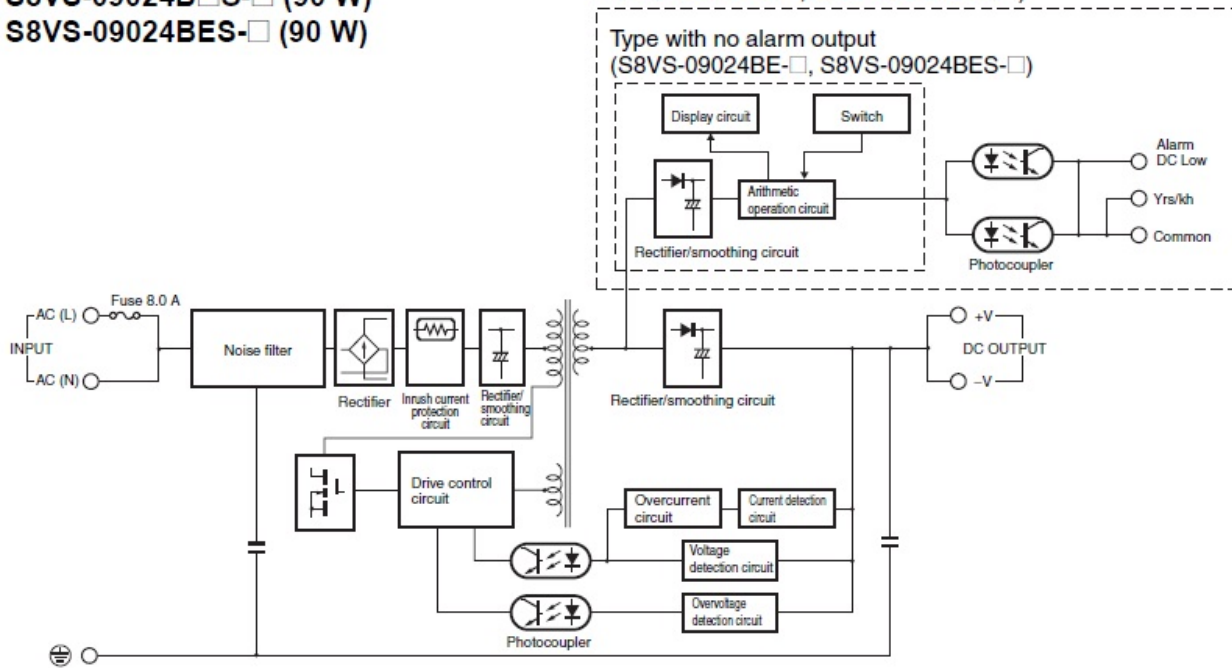 S8VS-09024B□S-□ (90 W)
S8VS-09024BES-□ (90 W)
Type with no alarm output
(S8VS-09024BE-□, S8VS-09024BES-□)
Display circuit
Switch
Arithmetic
operation circuit
Rectifier/smoothing circuit
Alarm
DC Low
Yrs/kh
Common
Photocoupler
AC (L)
Fuse 8.0 A
INPUT
AC (N)
Noise filter
Rectifier
Inrush current
protection
circuit
Rectifier/
smoothing
circuit
Rectifier/smoothing circuit
+V
DC OUTPUT
–V
Drive control
circuit
Overcurrent
circuit
Current detection
circuit
Voltage
detection circuit
Overvoltage
detection circuit
Photocoupler